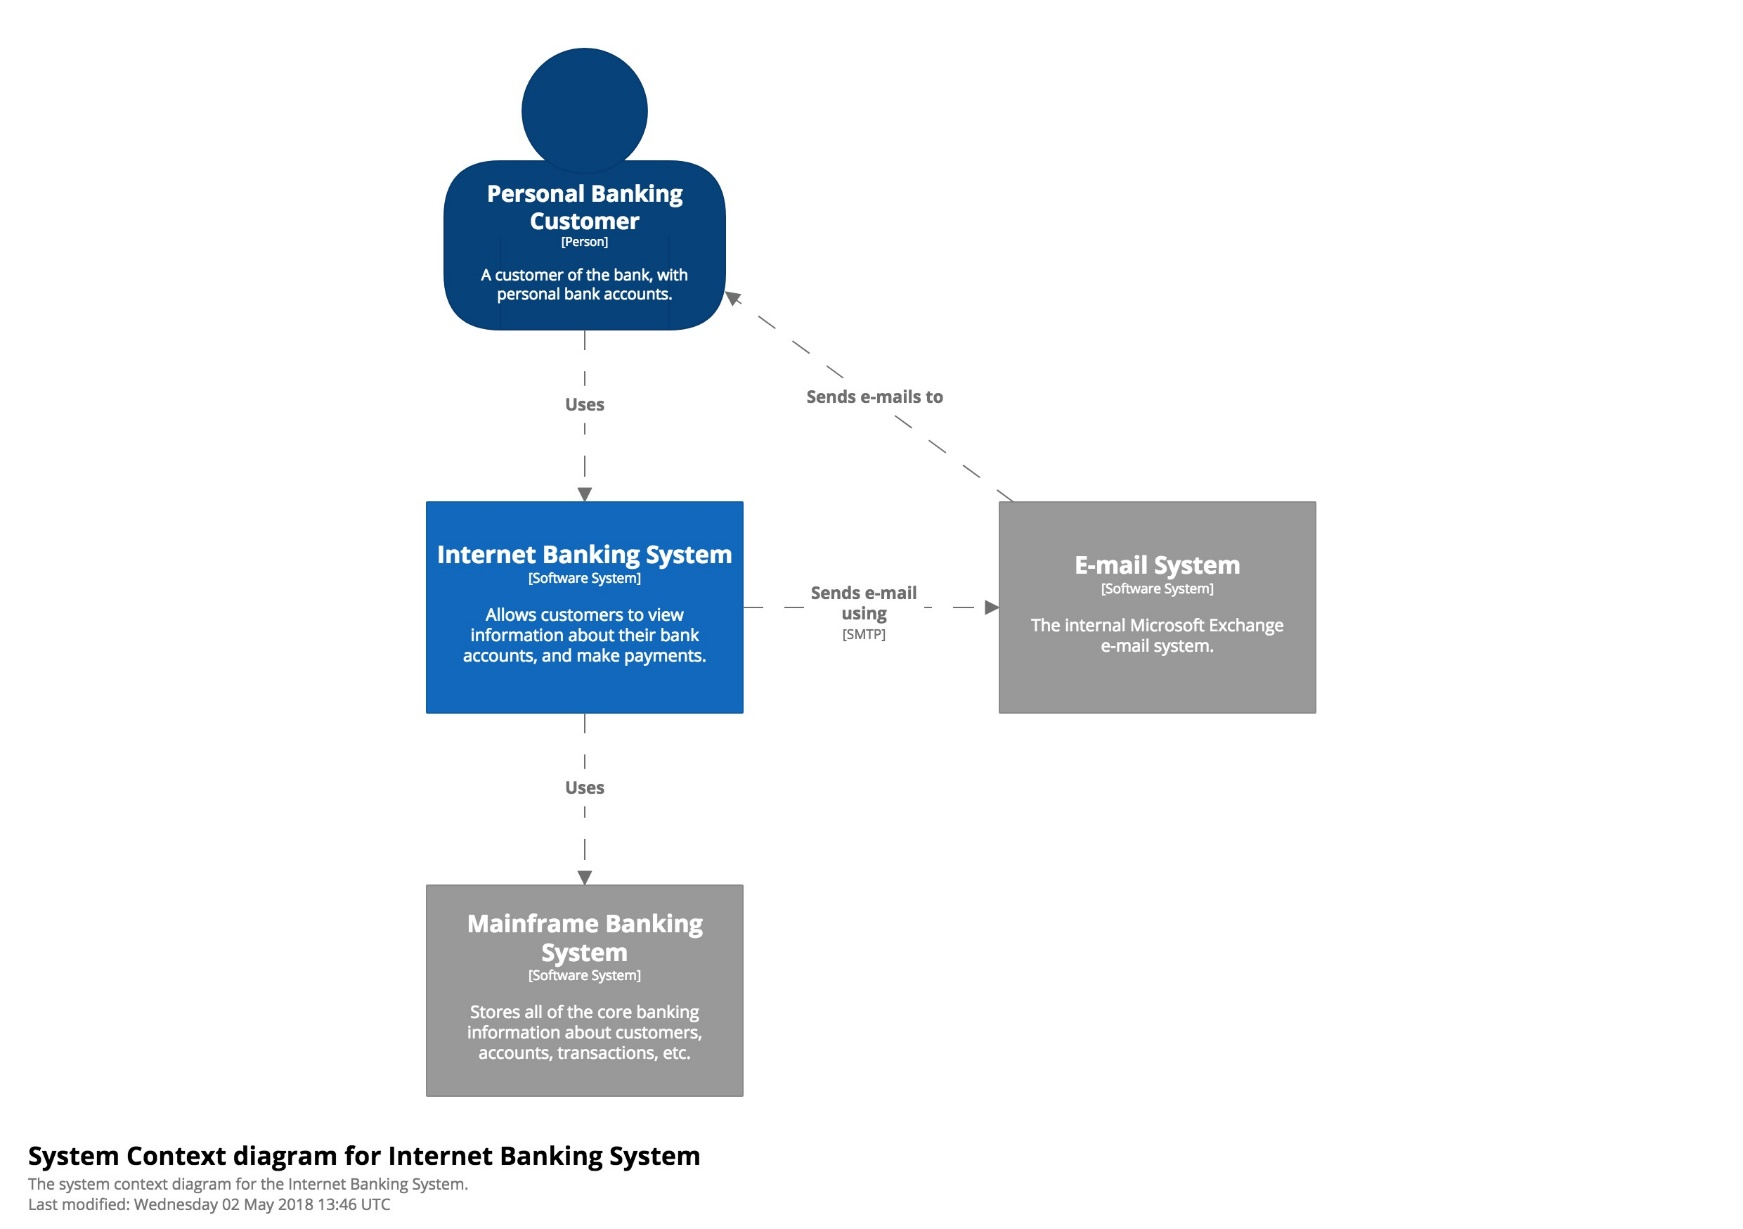 Personal Banking
Customer
[Person]
A customer of the bank, with
personal bank accounts.
Uses
Sends e-mails to
Internet Banking System
[Software System]
Allows customers to view
information about their bank
accounts, and make payments.
Sends e-mail
using
[SMTP]
E-mail System
[Software System]
The internal Microsoft Exchange
e-mail system.
Uses
Mainframe Banking
System
[Software System]
Stores all of the core banking
information about customers,
accounts, transactions, etc.
System Context diagram for Internet Banking System
The system context diagram for the Internet Banking System.
Last modified: Wednesday 02 May 2018 13:46 UTC